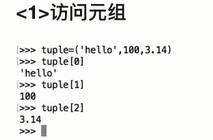 <1>访问元组
>>> tuple=('hello',100,3.14)
>>> tuple[0]
'hello'
>>> tuple[1]
100
>>> tuple[2]
3.14
>>>